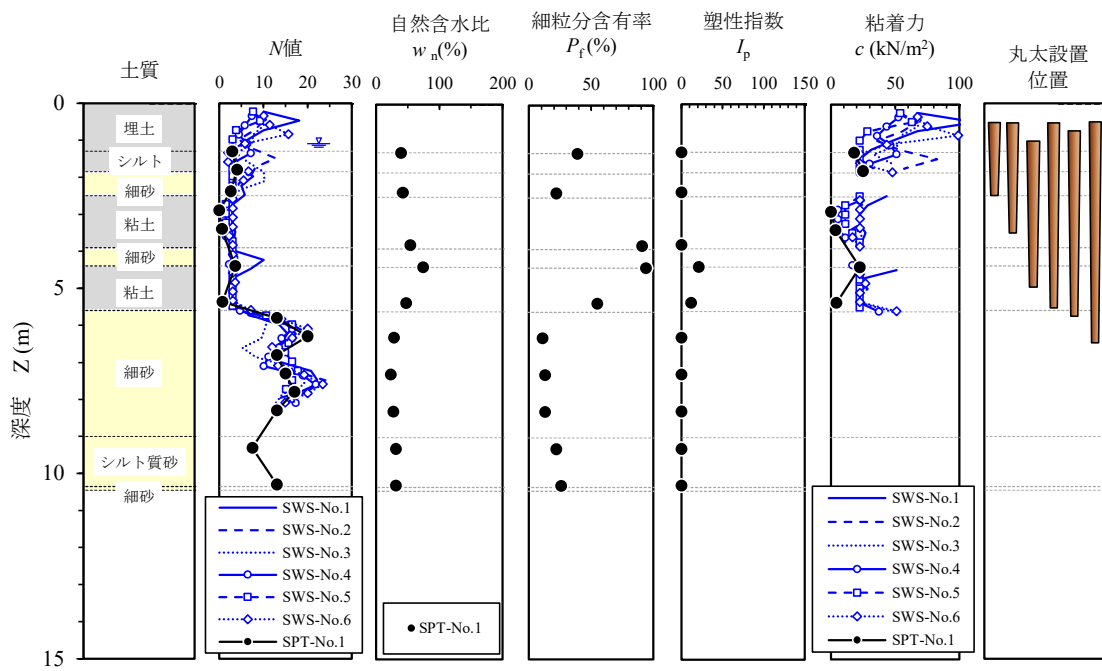 土質
N値
0 10 20 30
自然含水比
w n(%)
0 100 200
細粒分含有率
Pf(%)
0 50 100
塑性指数
Ip
0 50 100 150
粘着力
c (kN/m2)
0 50 100
丸太設置
位置
深度 Z (m)
0
5
10
15
埋土
シルト
細砂
粘土
細砂
粘土
細砂
シルト質砂
細砂
SWS-No.1
SWS-No.2
SWS-No.3
SWS-No.4
SWS-No.5
SWS-No.6
SPT-No.1
SPT-No.1
SWS-No.1
SWS-No.2
SWS-No.3
SWS-No.4
SWS-No.5
SWS-No.6
SPT-No.1